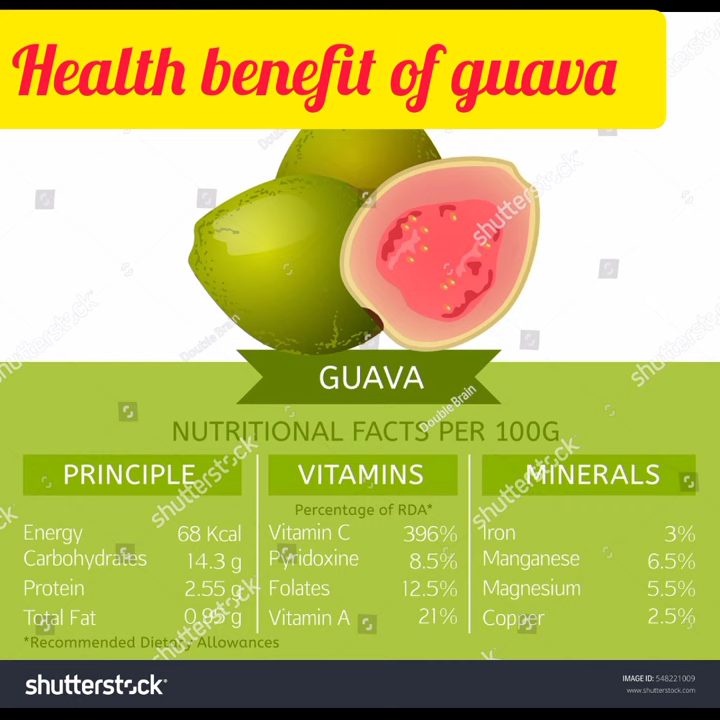 Health benefit of guava
GUAVA
NUTRITIONAL FACTS PER 100G
PRINCIPLE
Energy 68 Kcal
Carbohydrates 14.3 g
Protein 2.55 g
Total Fat 0.95 g
VITAMINS
Percentage of RDA*
Vitamin C 396%
Pyridoxine 8.5%
Folates 12.5%
Vitamin A 21%
MINERALS
Iron 3%
Manganese 6.5%
Magnesium 5.5%
Copper 2.5%
*Recommended Dietary Allowances
shutterstock
Double Brain
shutterstock
IMAGE ID: 548221009
www.shutterstock.com